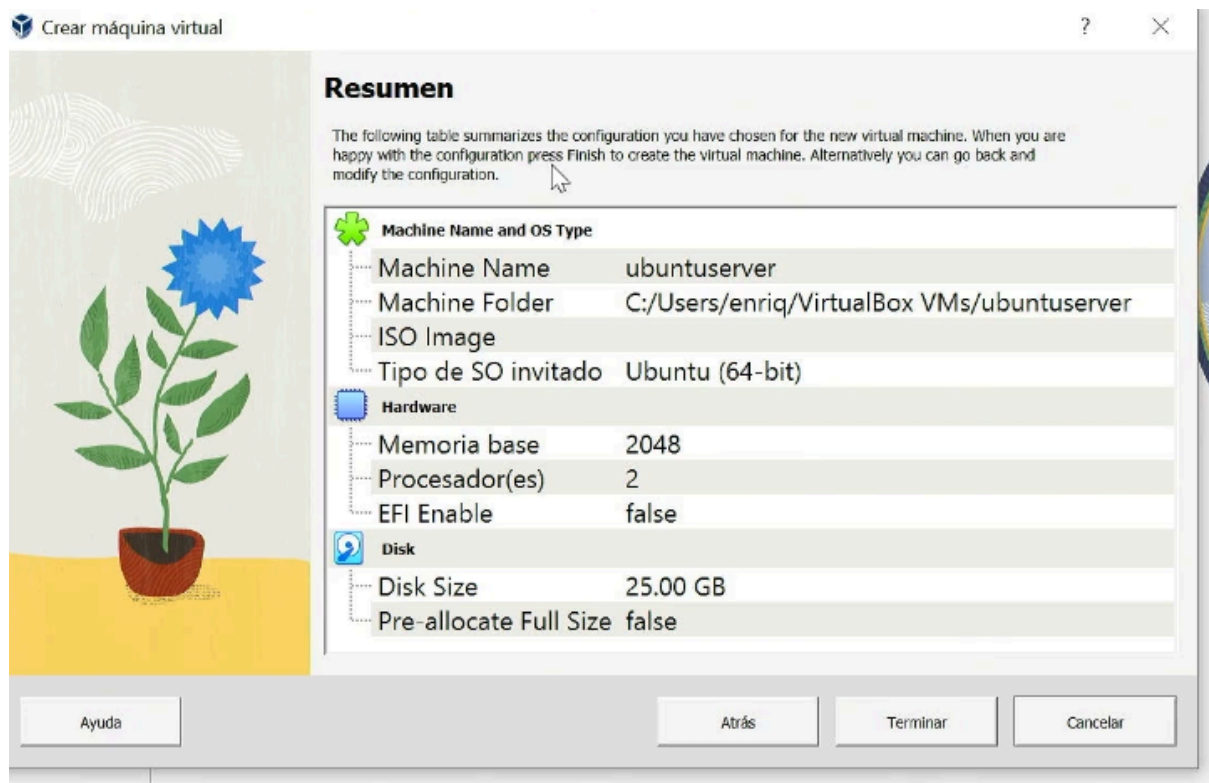 Crear máquina virtual
?
Resumen
The following table summarizes the configuration you have chosen for the new virtual machine. When you are
happy with the configuration press Finish to create the virtual machine. Alternatively you can go back and
modify the configuration.
Machine Name and OS Type
Machine Name ubuntuserver
Machine Folder C:/Users/enriq/VirtualBox VMs/ubuntuserver
ISO Image
Tipo de SO invitado Ubuntu (64-bit)
Hardware
Memoria base 2048
Procesador(es) 2
EFI Enable false
Disk
Disk Size 25.00 GB
Pre-allocate Full Size false
Ayuda Atrás Terminar Cancelar